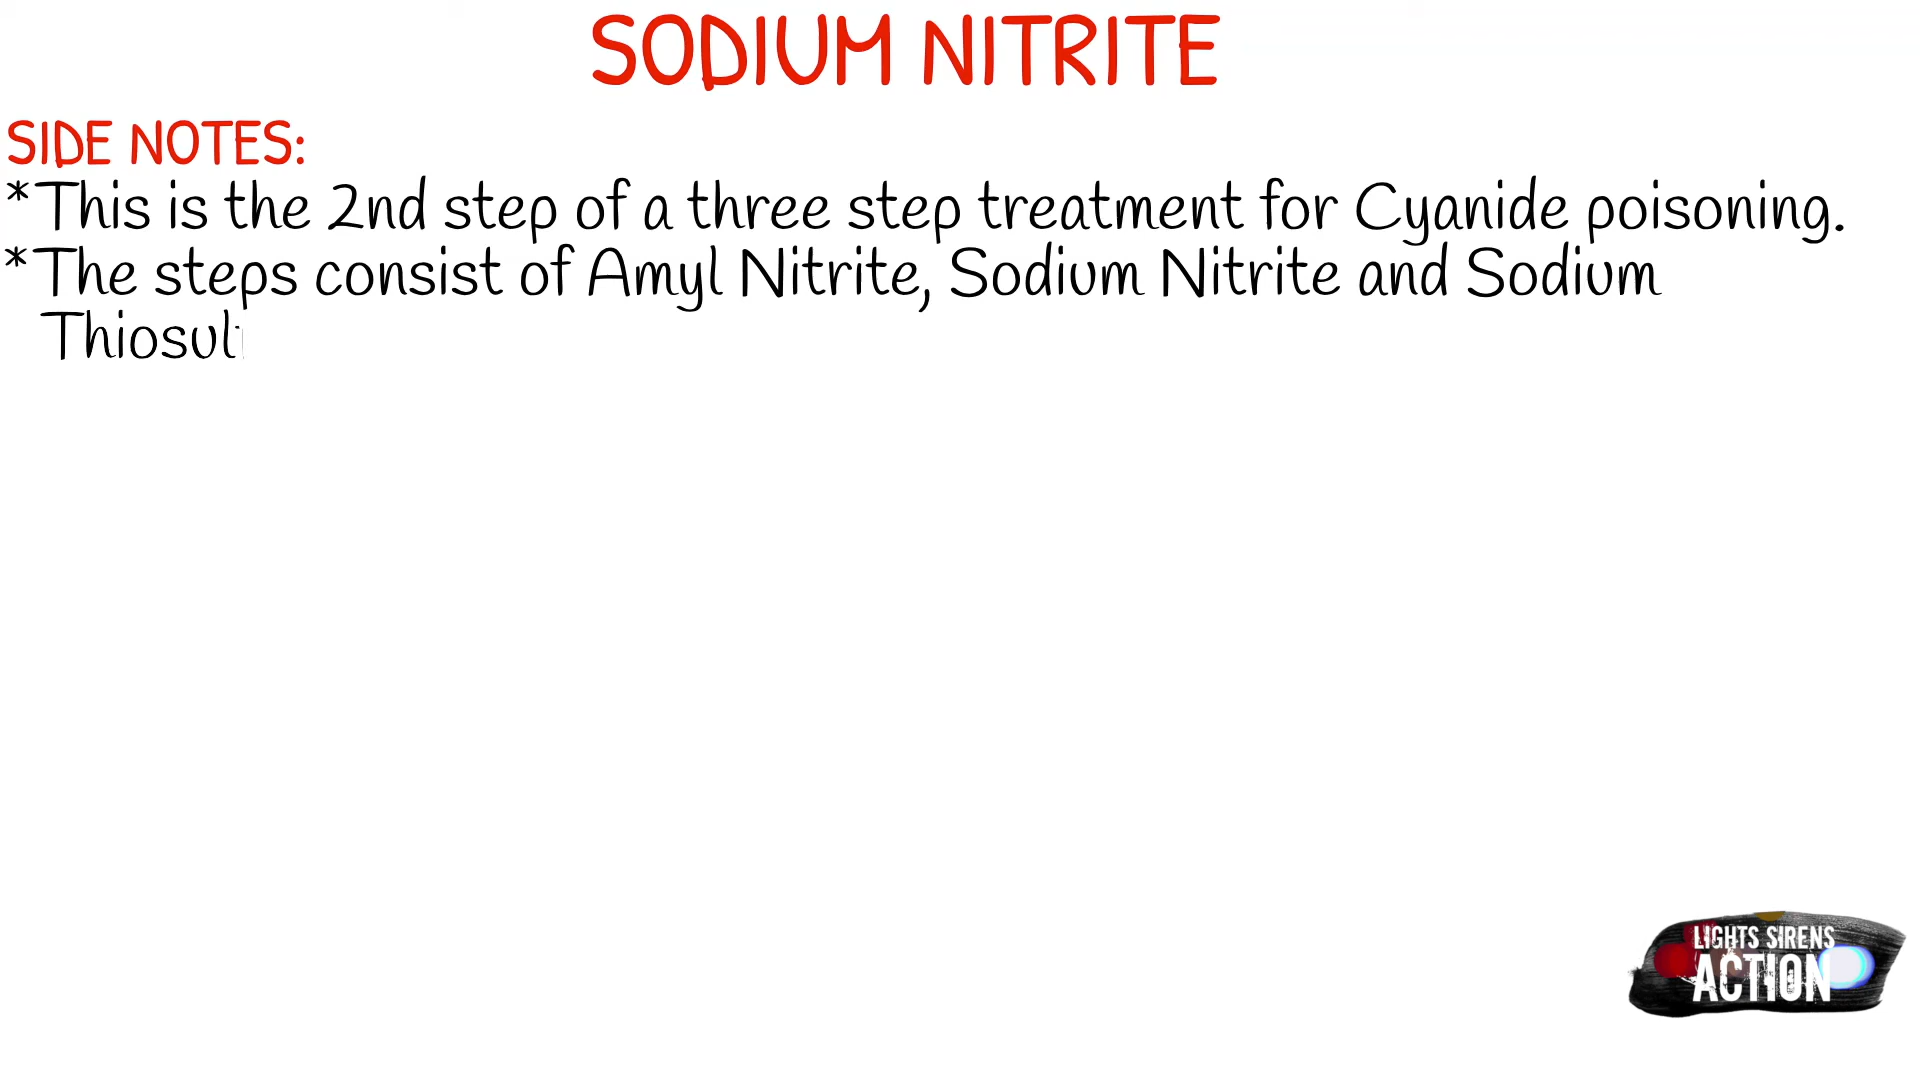 SODIUM NITRITE
SIDE NOTES:
*This is the 2nd step of a three step treatment for Cyanide poisoning.
*The steps consist of Amyl Nitrite, Sodium Nitrite and Sodium
LIGHTS SIRENS
ACTION